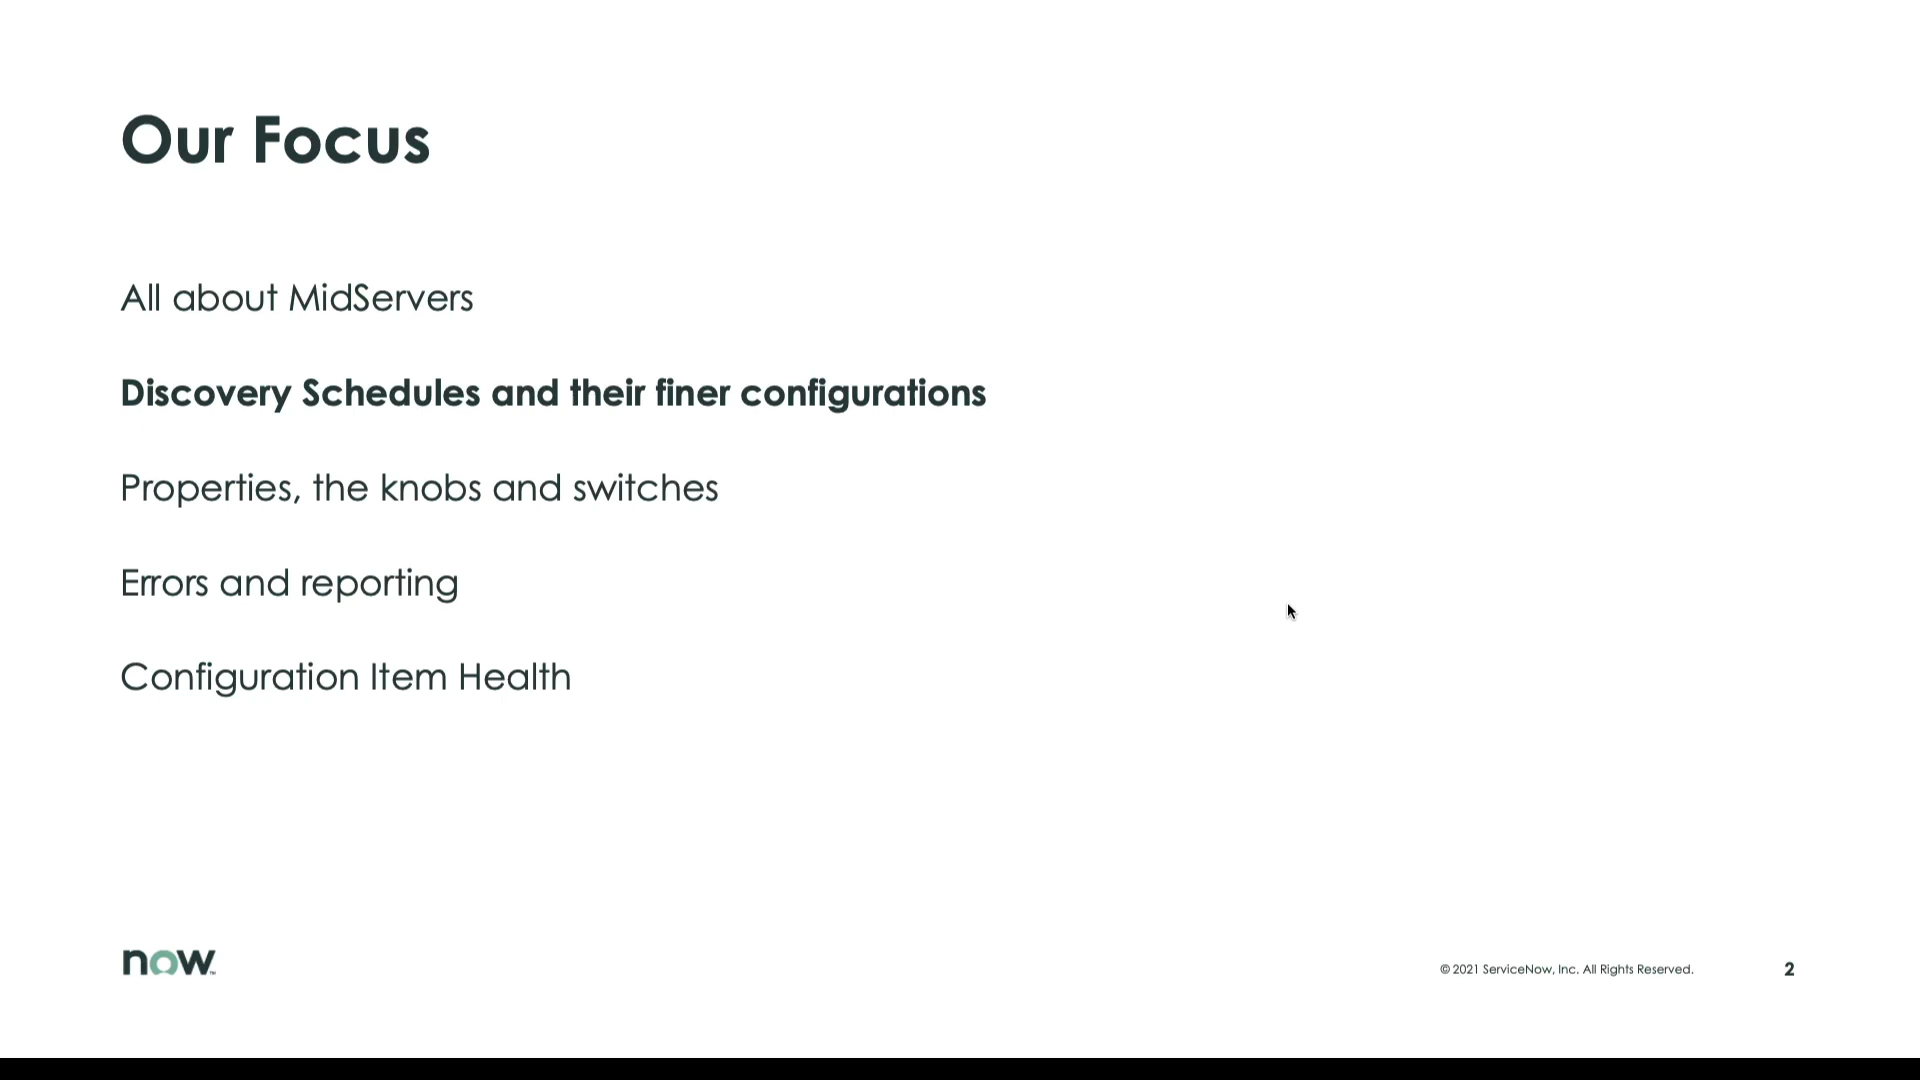 Our Focus
All about MidServers
Discovery Schedules and their finer configurations
Properties, the knobs and switches
Errors and reporting
Configuration Item Health
now™
© 2021 ServiceNow, Inc. All Rights Reserved.
2